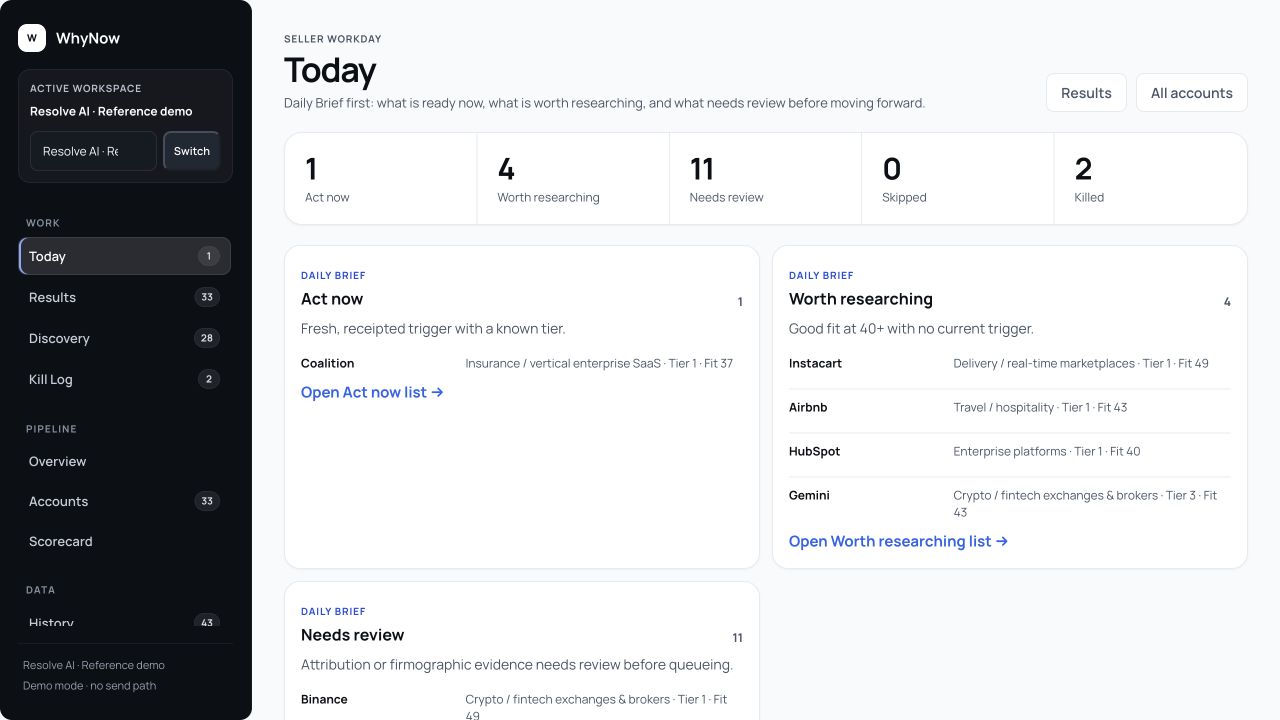 W
WhyNow
ACTIVE WORKSPACE
Resolve AI · Reference demo
Resolve AI · Re
Switch
WORK
Today 1
Results 33
Discovery 28
Kill Log 2
PIPELINE
Overview
Accounts 33
Scorecard
DATA
History 43
Resolve AI · Reference demo
Demo mode · no send path
SELLER WORKDAY
Today
Daily Brief first: what is ready now, what is worth researching, and what needs review before moving forward.
Results
All accounts
1
Act now
4
Worth researching
11
Needs review
0
Skipped
2
Killed
DAILY BRIEF
Act now 1
Fresh, receipted trigger with a known tier.
Coalition Insurance / vertical enterprise SaaS · Tier 1 · Fit 37
Open Act now list →
DAILY BRIEF
Worth researching 4
Good fit at 40+ with no current trigger.
Instacart Delivery / real-time marketplaces · Tier 1 · Fit 49
Airbnb Travel / hospitality · Tier 1 · Fit 43
HubSpot Enterprise platforms · Tier 1 · Fit 40
Gemini Crypto / fintech exchanges & brokers · Tier 3 · Fit
43
Open Worth researching list →
DAILY BRIEF
Needs review 11
Attribution or firmographic evidence needs review before queueing.
Binance Crypto / fintech exchanges & brokers · Tier 1 · Fit
49